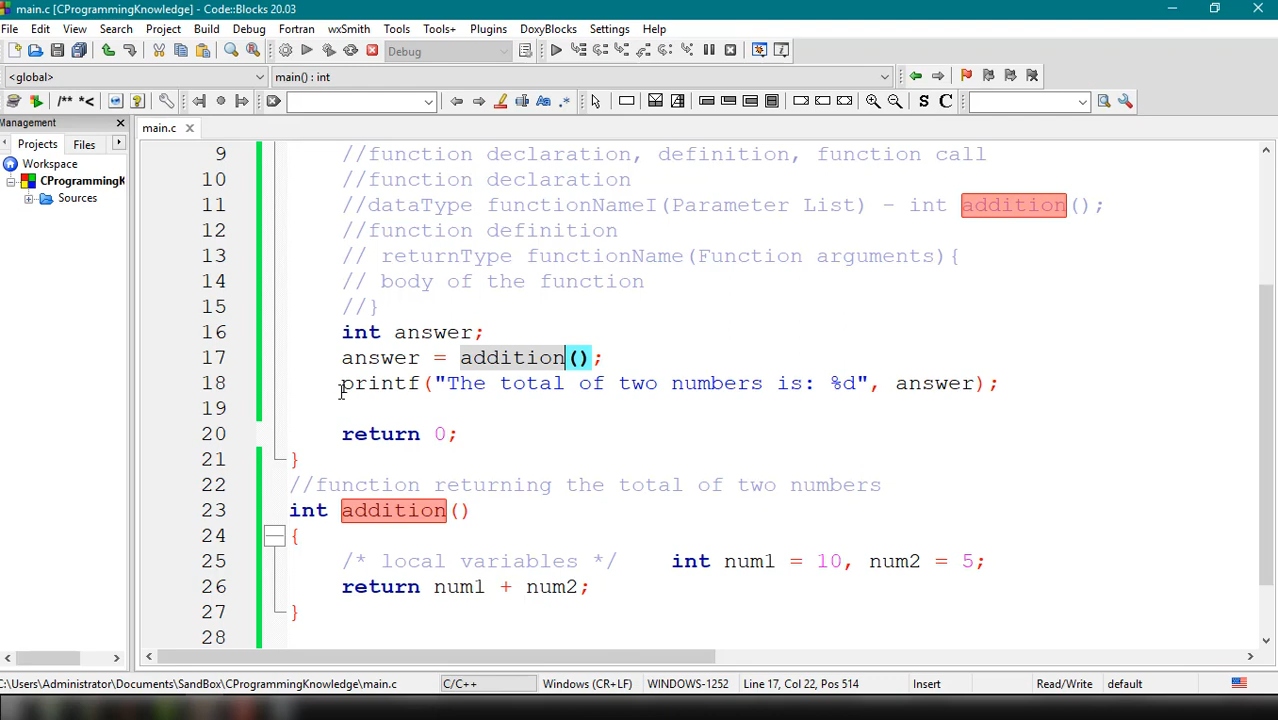 main.c [CProgrammingKnowledge] - Code::Blocks 20.03
File Edit View Search Project Build Debug Fortran wxSmith Tools Tools+ Plugins DoxyBlocks Settings Help
Debug
<global> main() : int
/** *< S C
Management
main.c
Projects Files
Workspace
CProgrammingK
Sources
9 //function declaration, definition, function call
10 //function declaration
11 //dataType functionNameI(Parameter List) - int addition();
12 //function definition
13 // returnType functionName(Function arguments){
14 // body of the function
15 //}
16 int answer;
17 answer = addition();
18 printf("The total of two numbers is: %d", answer);
19
20 return 0;
21 }
22 //function returning the total of two numbers
23 int addition()
24 {
25 /* local variables */ int num1 = 10, num2 = 5;
26 return num1 + num2;
27 }
28
C:\Users\Administrator\Documents\SandBox\CProgrammingKnowledge\main.c C/C++ Windows (CR+LF) WINDOWS-1252 Line 17, Col 22, Pos 514 Insert Read/Write default